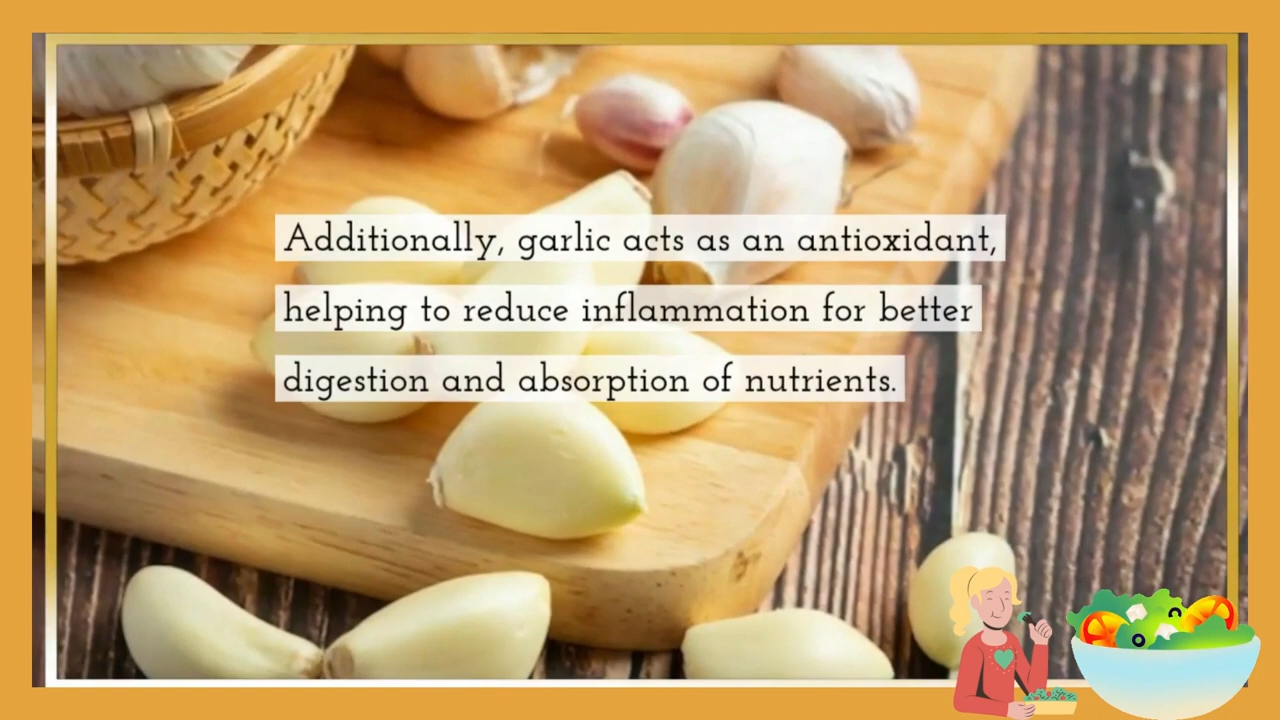 Additionally, garlic acts as an antioxidant,
helping to reduce inflammation for better
digestion and absorption of nutrients.